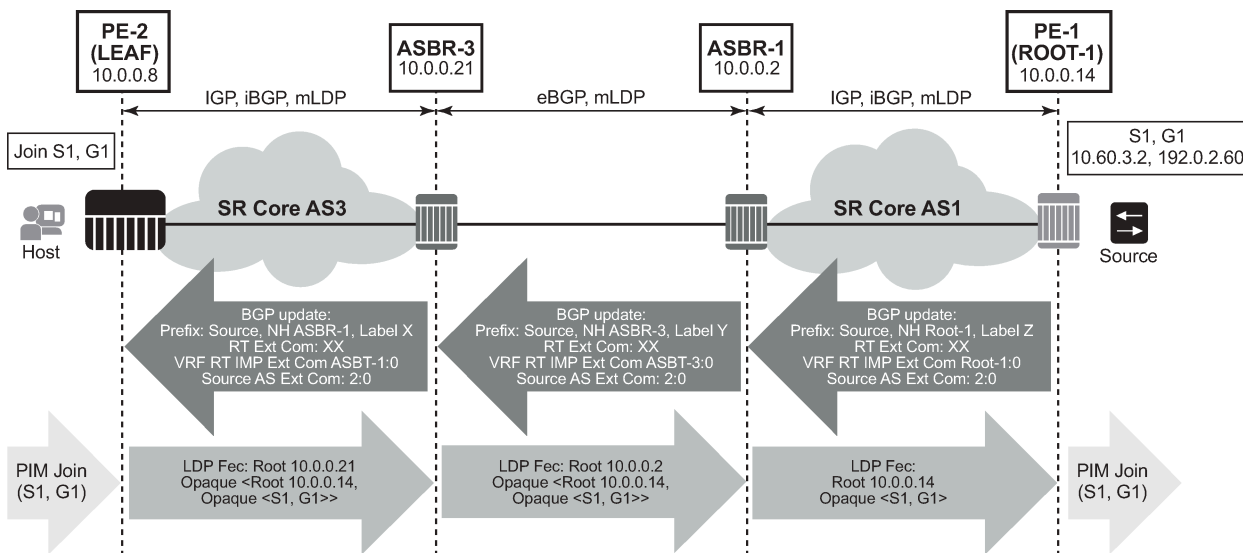 PE-2
(LEAF)
10.0.0.8
ASBR-3
10.0.0.21
ASBR-1
10.0.0.2
PE-1
(ROOT-1)
10.0.0.14
IGP, iBGP, mLDP
eBGP, mLDP
IGP, iBGP, mLDP
Join S1, G1
S1, G1
10.60.3.2, 192.0.2.60
SR Core AS3
SR Core AS1
Host
Source
BGP update:
Prefix: Source, NH ASBR-1, Label X
RT Ext Com: XX
VRF RT IMP Ext Com ASBT-1:0
Source AS Ext Com: 2:0
BGP update:
Prefix: Source, NH ASBR-3, Label Y
RT Ext Com: XX
VRF RT IMP Ext Com ASBT-3:0
Source AS Ext Com: 2:0
BGP update:
Prefix: Source, NH Root-1, Label Z
RT Ext Com: XX
VRF RT IMP Ext Com Root-1:0
Source AS Ext Com: 2:0
PIM Join
(S1, G1)
LDP Fec: Root 10.0.0.21
Opaque <Root 10.0.0.14,
Opaque <S1, G1>>
LDP Fec: Root 10.0.0.2
Opaque <Root 10.0.0.14,
Opaque <S1, G1>>
LDP Fec:
Root 10.0.0.14
Opaque <S1, G1>
PIM Join
(S1, G1)